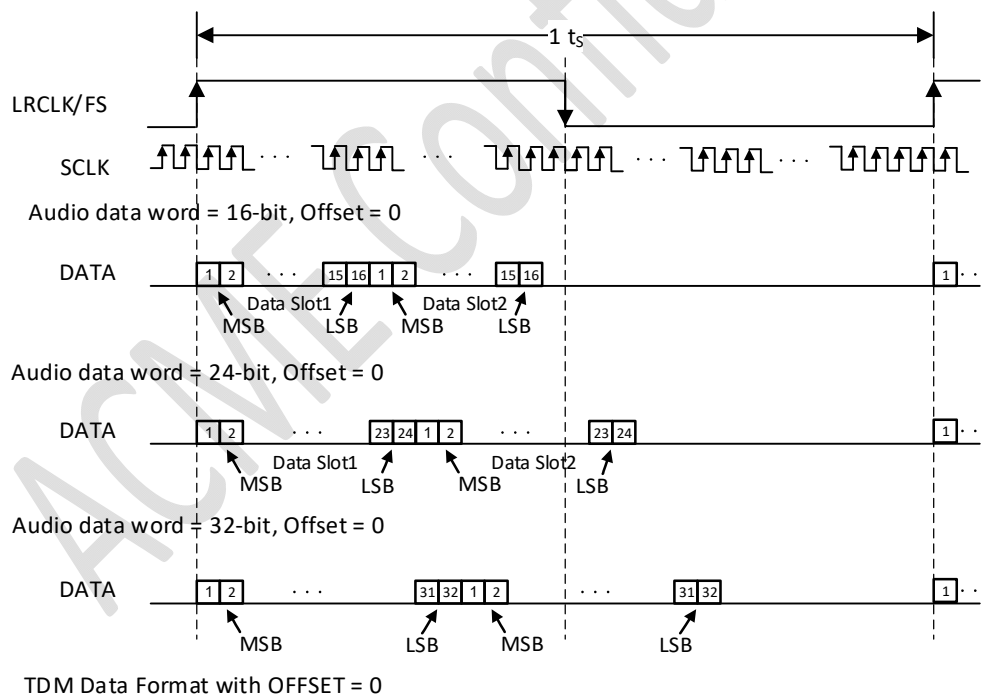 1 tS
LRCLK/FS
SCLK
Audio data word = 16-bit, Offset = 0
DATA 1 2 · · · 15 16 1 2 · · · 15 16 1 · ·
Data Slot1 Data Slot2
MSB LSB MSB LSB
Audio data word = 24-bit, Offset = 0
DATA 1 2 · · · 23 24 1 2 · · · 23 24 1 · ·
Data Slot1 Data Slot2
MSB LSB MSB LSB
Audio data word = 32-bit, Offset = 0
DATA 1 2 · · · 31 32 1 2 · · · 31 32 1 · ·
MSB LSB MSB LSB
TDM Data Format with OFFSET = 0